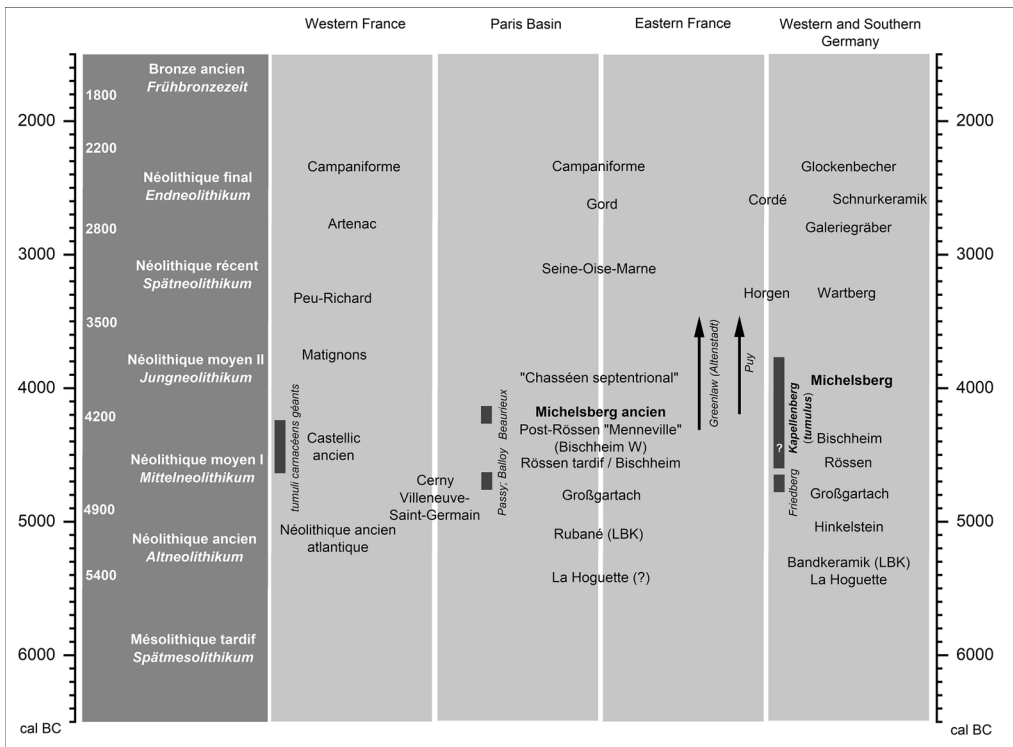 Western France
Paris Basin
Eastern France
Western and Southern
Germany
2000
3000
4000
5000
6000
cal BC
Bronze ancien
Frühbronzezeit
1800
2200
Néolithique final
Endneolithikum
2800
Néolithique récent
Spätneolithikum
3500
Néolithique moyen II
Jungneolithikum
4200
Néolithique moyen I
Mittelneolithikum
4900
Néolithique ancien
Altneolithikum
5400
Mésolithique tardif
Spätmesolithikum
Campaniforme
Artenac
Peu-Richard
Matignons
tumuli carnacéens géants
Castellic
ancien
Néolithique ancien
atlantique
Cerny
Villeneuve-
Saint-Germain
Campaniforme
Gord
Seine-Oise-Marne
"Chasséen septentrional"
Beaurieux
Passy; Balloy
Michelsberg ancien
Post-Rössen "Menneville"
(Bischheim W)
Rössen tardif / Bischheim
Großgartach
Rubané (LBK)
La Hoguette (?)
Cordé
Horgen
Greenlaw (Altenstadt)
Puy
Glockenbecher
Schnurkeramik
Galeriegräber
Wartberg
Michelsberg
Kapellenberg
(tumulus)
?
Friedberg
Bischheim
Rössen
Großgartach
Hinkelstein
Bandkeramik (LBK)
La Hoguette
2000
3000
4000
5000
6000
cal BC